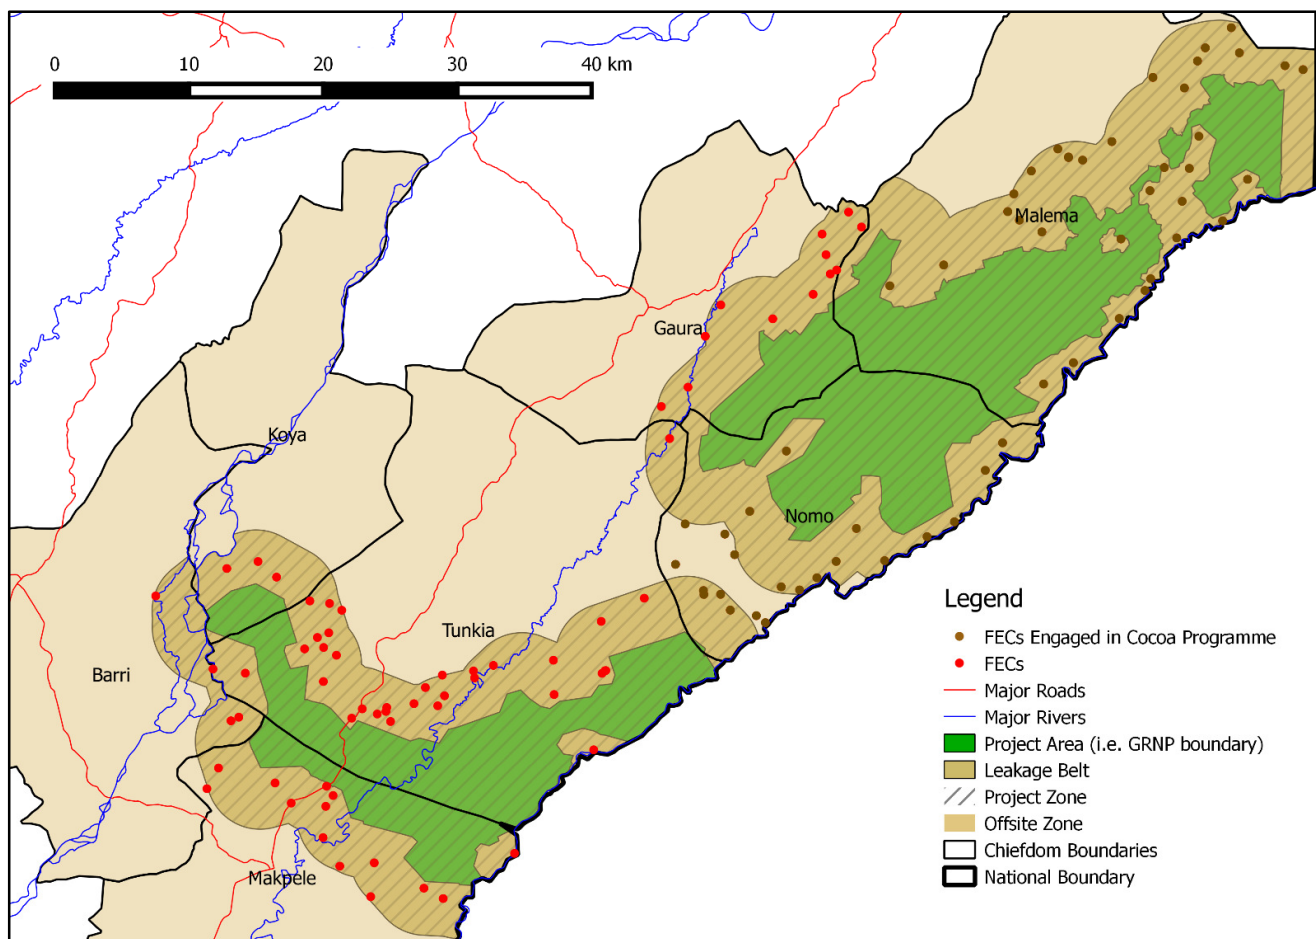 0 10 20 30 40 km
Malema
Gaura
Koya
Nomo
Tunkia
Barri
Makpele
Legend
FECs Engaged in Cocoa Programme
FECs
Major Roads
Major Rivers
Project Area (i.e. GRNP boundary)
Leakage Belt
Project Zone
Offsite Zone
Chiefdom Boundaries
National Boundary